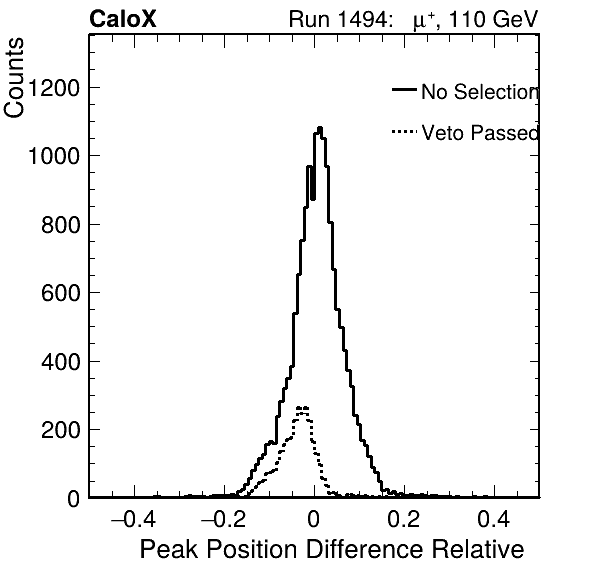 CaloX Run 1494: μ⁺, 110 GeV
Counts
No Selection
Veto Passed
1200
1000
800
600
400
200
0
−0.4 −0.2 0 0.2 0.4
Peak Position Difference Relative